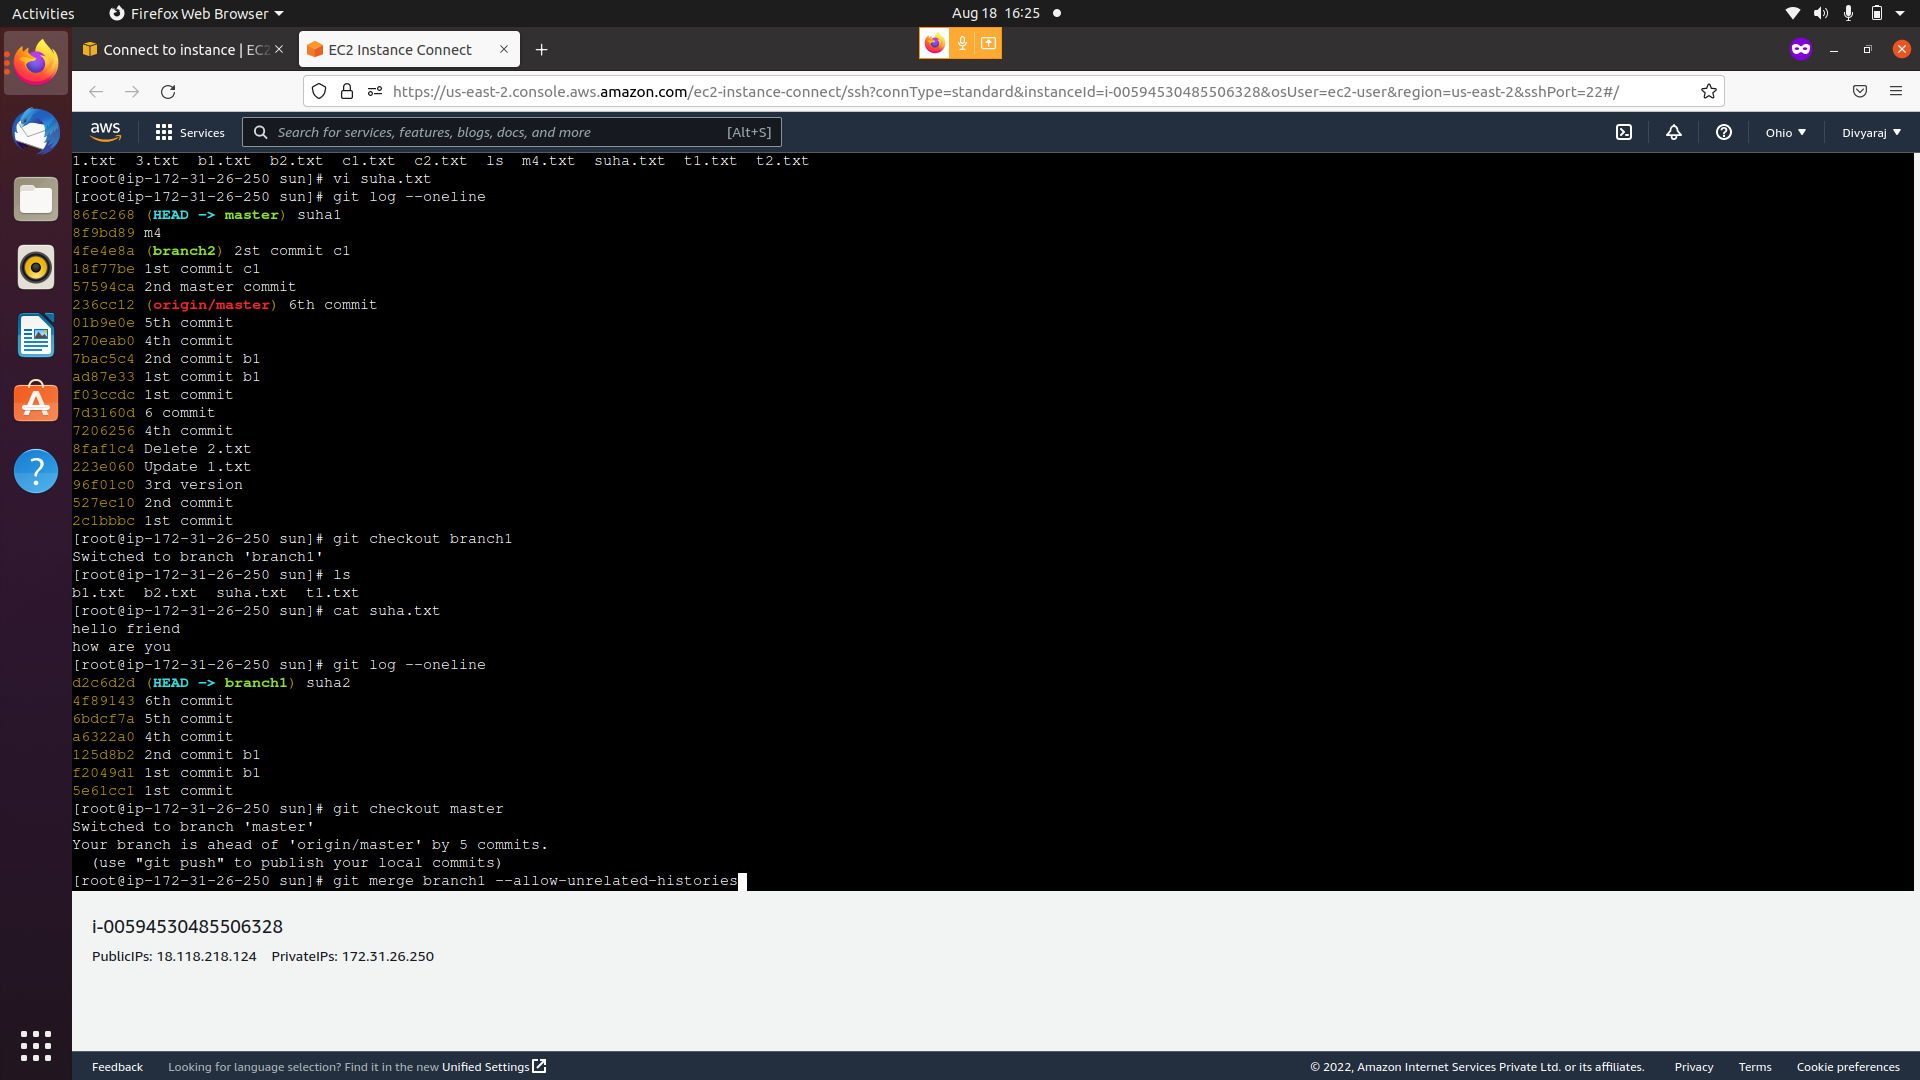 Activities
Firefox Web Browser
Aug 18 16:25
Connect to instance | EC2
EC2 Instance Connect
https://us-east-2.console.aws.amazon.com/ec2-instance-connect/ssh?connType=standard&instanceId=i-00594530485506328&osUser=ec2-user&region=us-east-2&sshPort=22#/
aws
Services
Search for services, features, blogs, docs, and more
[Alt+S]
Ohio
Divyaraj
1.txt 3.txt b1.txt b2.txt c1.txt c2.txt ls m4.txt suha.txt t1.txt t2.txt
[root@ip-172-31-26-250 sun]# vi suha.txt
[root@ip-172-31-26-250 sun]# git log --oneline
86fc268 (HEAD -> master) suha1
8f9bd89 m4
4fe4e8a (branch2) 2st commit c1
18f77be 1st commit c1
57594ca 2nd master commit
236cc12 (origin/master) 6th commit
01b9e0e 5th commit
270eab0 4th commit
7bac5c4 2nd commit b1
ad87e33 1st commit b1
f03ccdc 1st commit
7d3160d 6 commit
7206256 4th commit
8faf1c4 Delete 2.txt
223e060 Update 1.txt
96f01c0 3rd version
527ec10 2nd commit
2c1bbbc 1st commit
[root@ip-172-31-26-250 sun]# git checkout branch1
Switched to branch 'branch1'
[root@ip-172-31-26-250 sun]# ls
b1.txt b2.txt suha.txt t1.txt
[root@ip-172-31-26-250 sun]# cat suha.txt
hello friend
how are you
[root@ip-172-31-26-250 sun]# git log --oneline
d2c6d2d (HEAD -> branch1) suha2
4f89143 6th commit
6bdcf7a 5th commit
a6322a0 4th commit
125d8b2 2nd commit b1
f2049d1 1st commit b1
5e61cc1 1st commit
[root@ip-172-31-26-250 sun]# git checkout master
Switched to branch 'master'
Your branch is ahead of 'origin/master' by 5 commits.
(use "git push" to publish your local commits)
[root@ip-172-31-26-250 sun]# git merge branch1 --allow-unrelated-histories
i-00594530485506328
PublicIPs: 18.118.218.124 PrivateIPs: 172.31.26.250
Feedback
Looking for language selection? Find it in the new Unified Settings
© 2022, Amazon Internet Services Private Ltd. or its affiliates.
Privacy
Terms
Cookie preferences